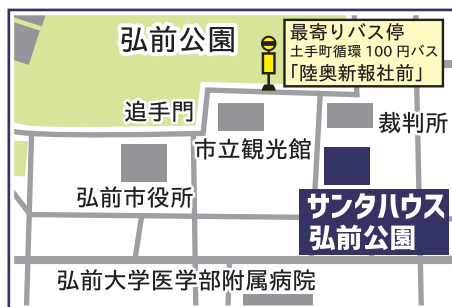 弘前公園
最寄りバス停
土手町循環100円バス
「陸奥新報社前」
追手門
市立観光館
裁判所
弘前市役所
サンタハウス
弘前公園
弘前大学医学部附属病院